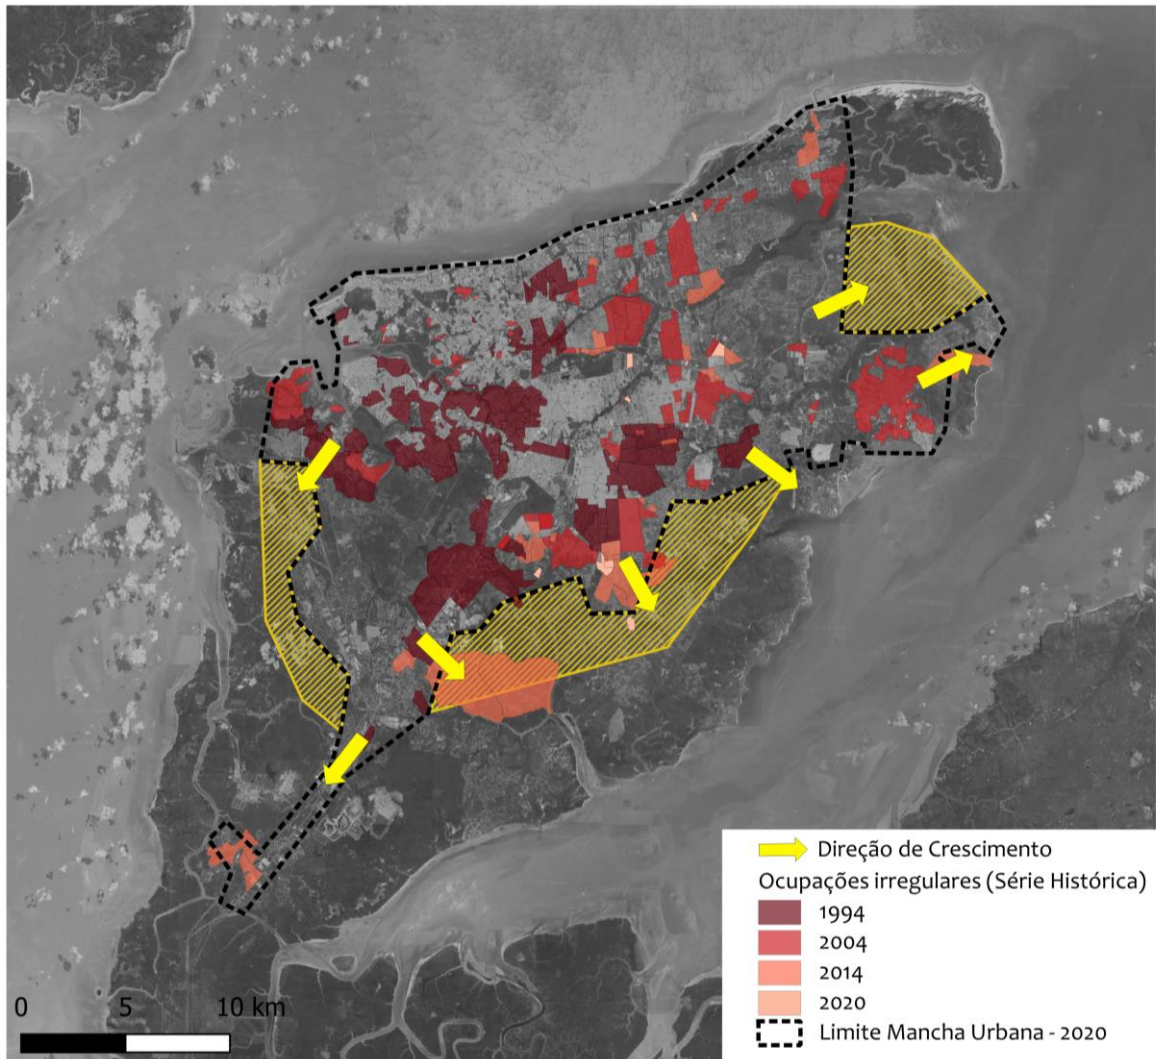 Direção de Crescimento
Ocupações irregulares (Série Histórica)
1994
2004
2014
2020
Limite Mancha Urbana - 2020
0 5 10 km